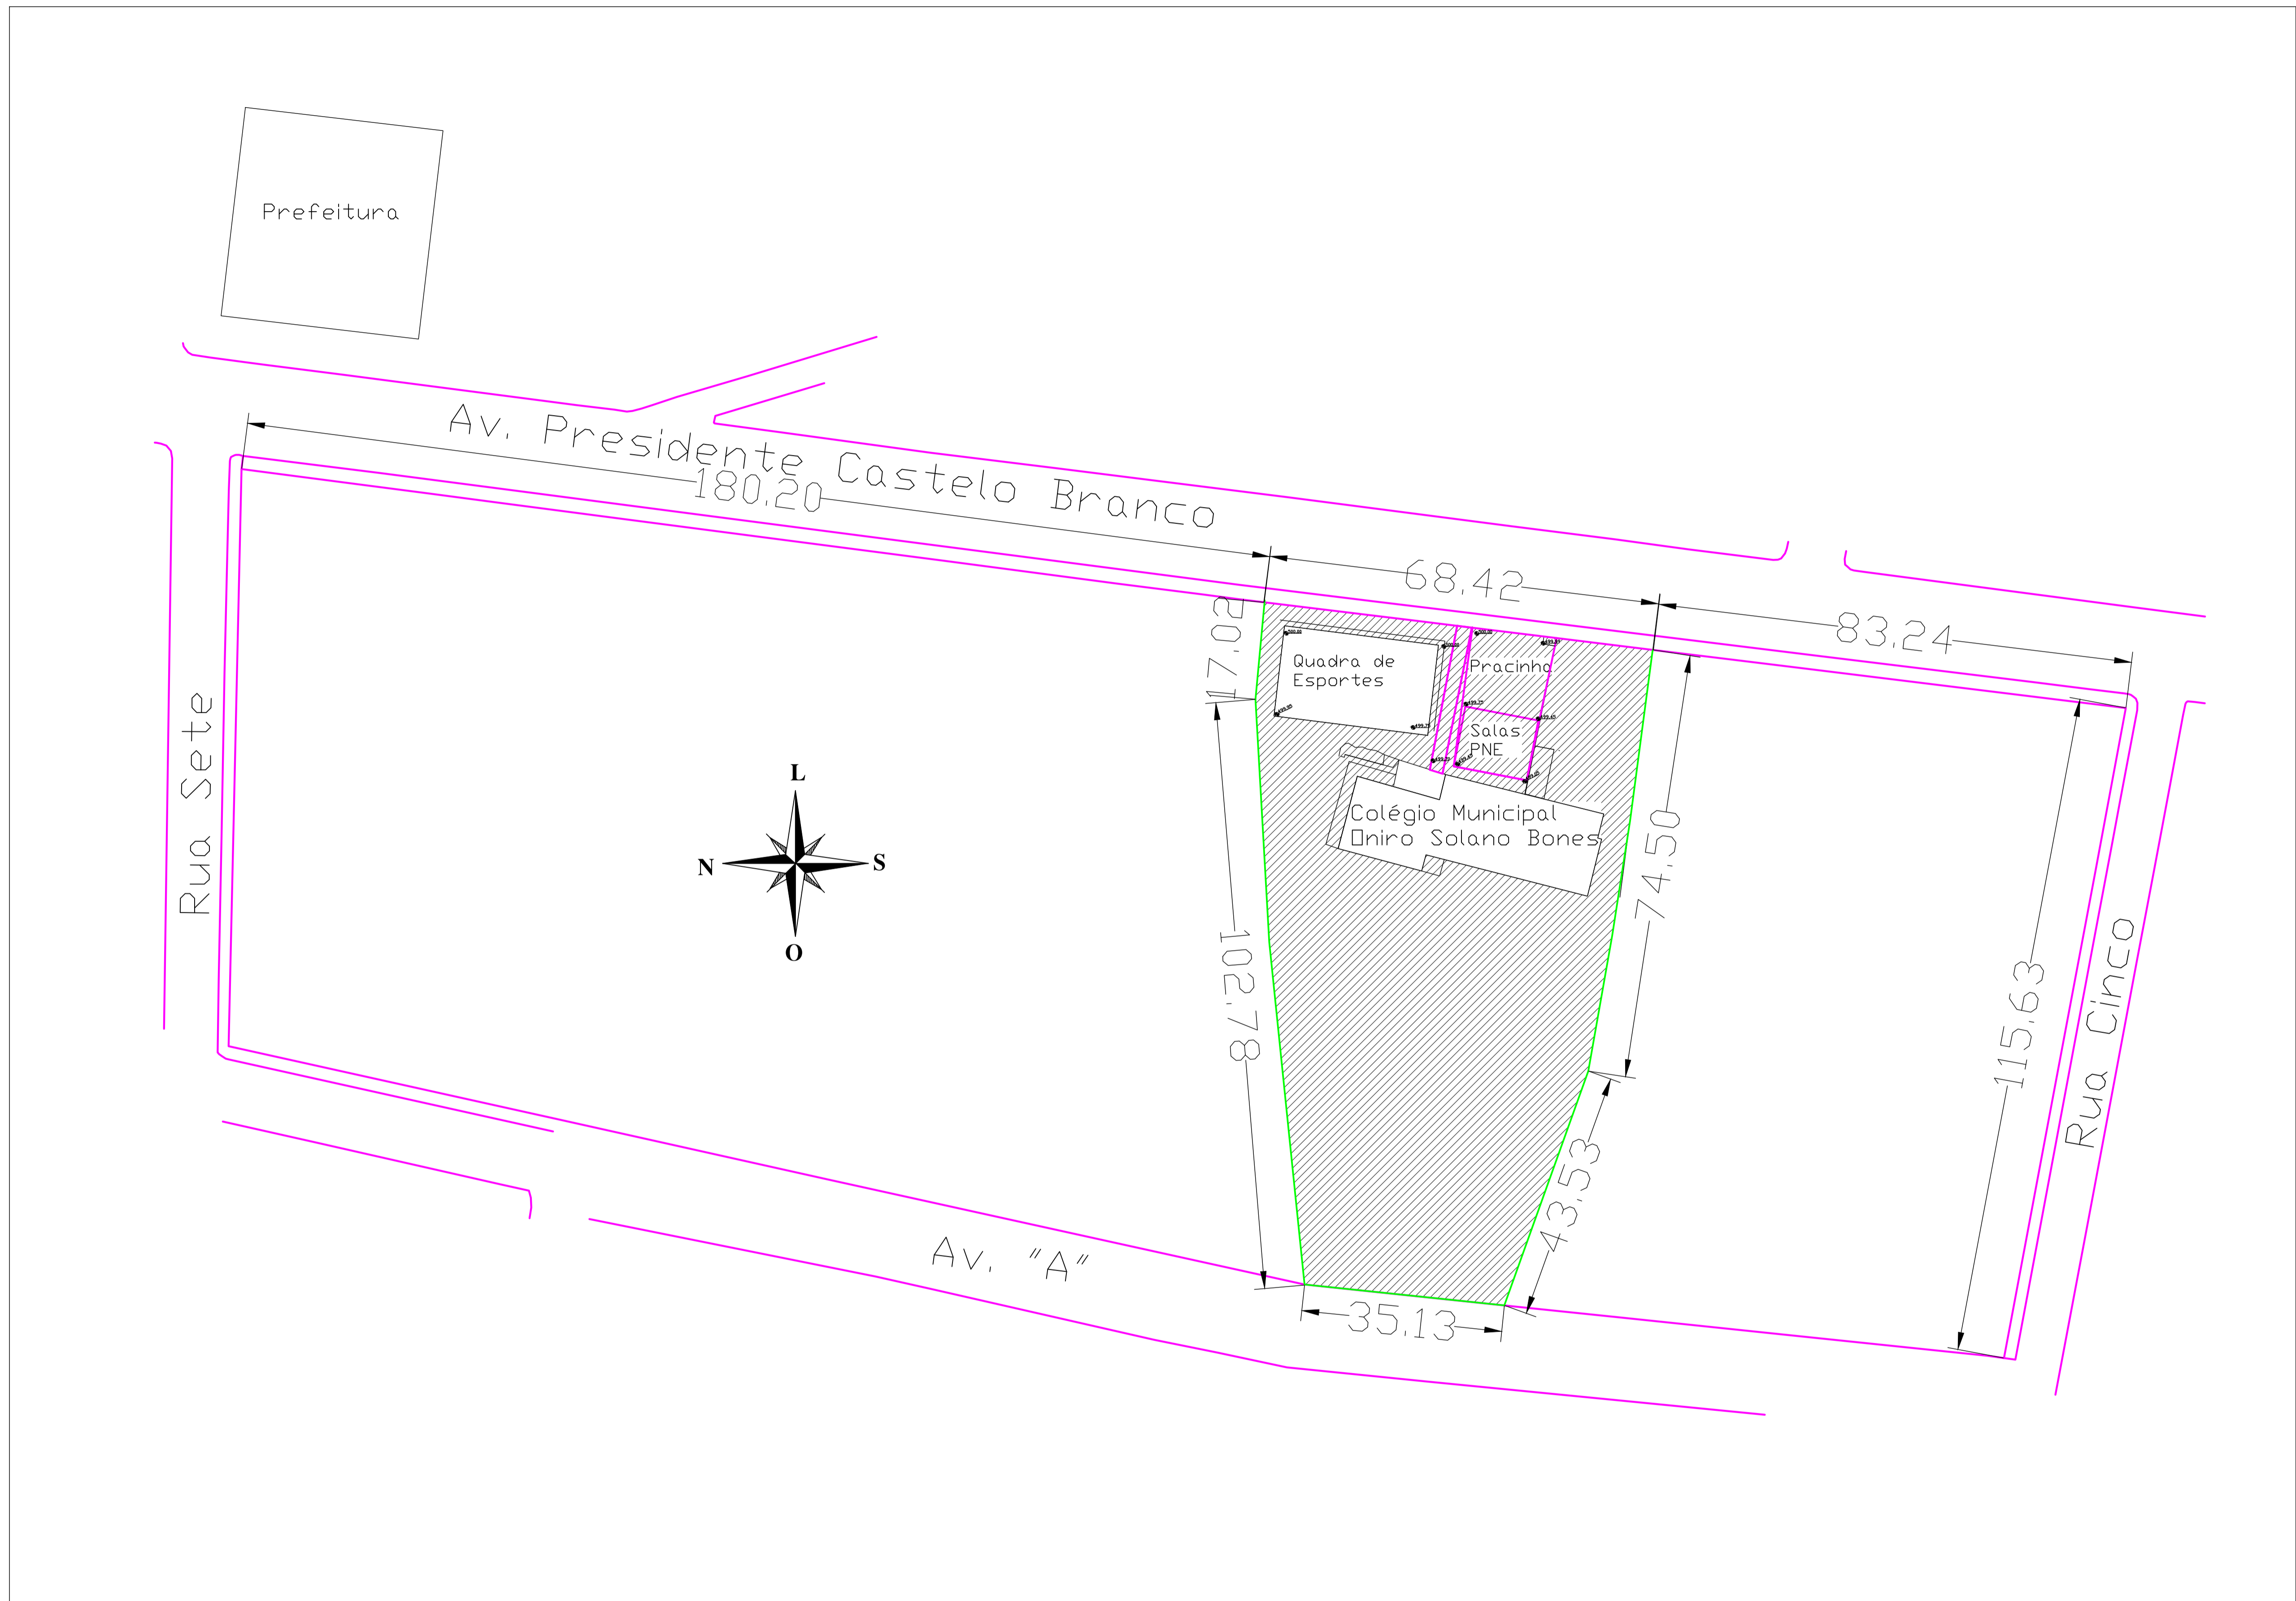 Prefeitura
Av. Presidente Castelo Branco
180,20
68,42
83,24
17.02
Quadra de
Esportes
Pracinha
Salas
PNE
Colégio Municipal
Oniro Solano Bones
Rua Sete
L
N
S
O
74,50
102,78
115,63
Rua Cinco
43,53
Av. "A"
35,13